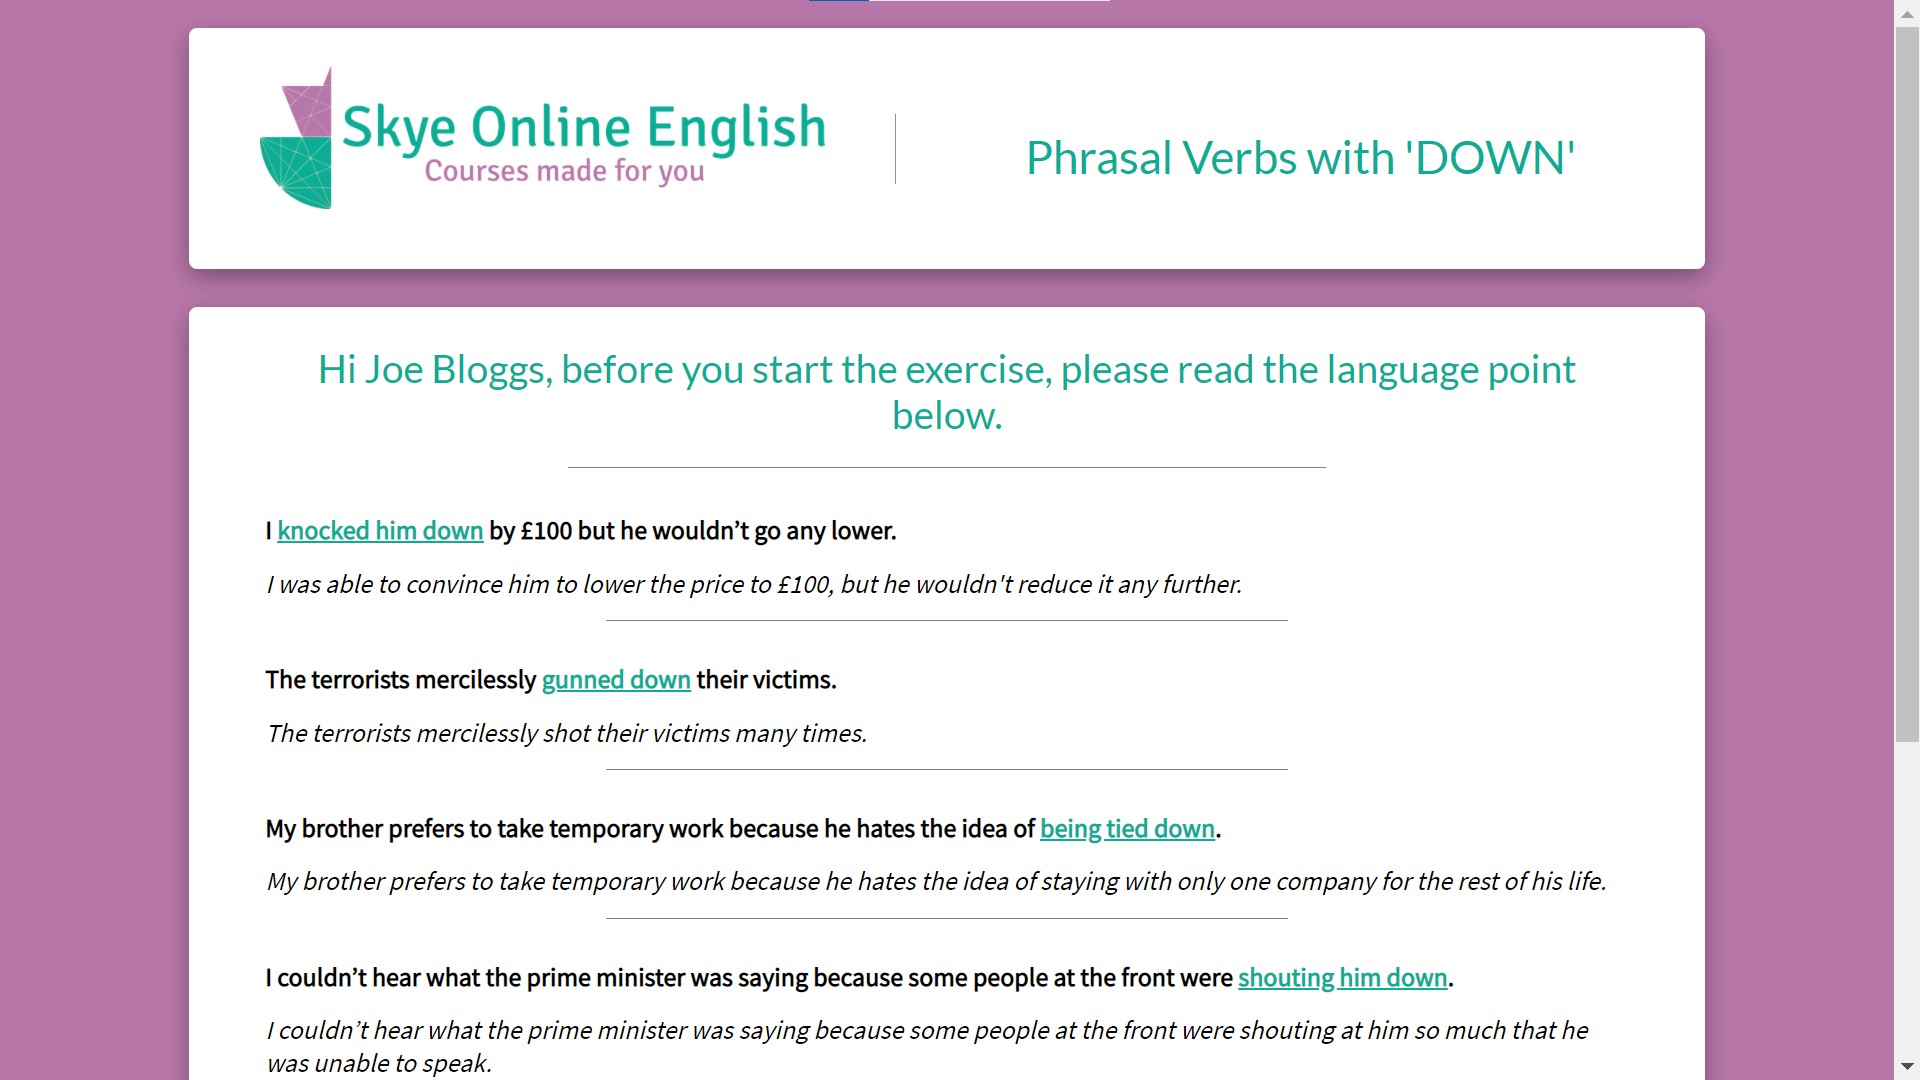 Skye Online English
Courses made for you
Phrasal Verbs with 'DOWN'
Hi Joe Bloggs, before you start the exercise, please read the language point
below.
I knocked him down by £100 but he wouldn’t go any lower.
I was able to convince him to lower the price to £100, but he wouldn't reduce it any further.
The terrorists mercilessly gunned down their victims.
The terrorists mercilessly shot their victims many times.
My brother prefers to take temporary work because he hates the idea of being tied down.
My brother prefers to take temporary work because he hates the idea of staying with only one company for the rest of his life.
I couldn’t hear what the prime minister was saying because some people at the front were shouting him down.
I couldn’t hear what the prime minister was saying because some people at the front were shouting at him so much that he
was unable to speak.